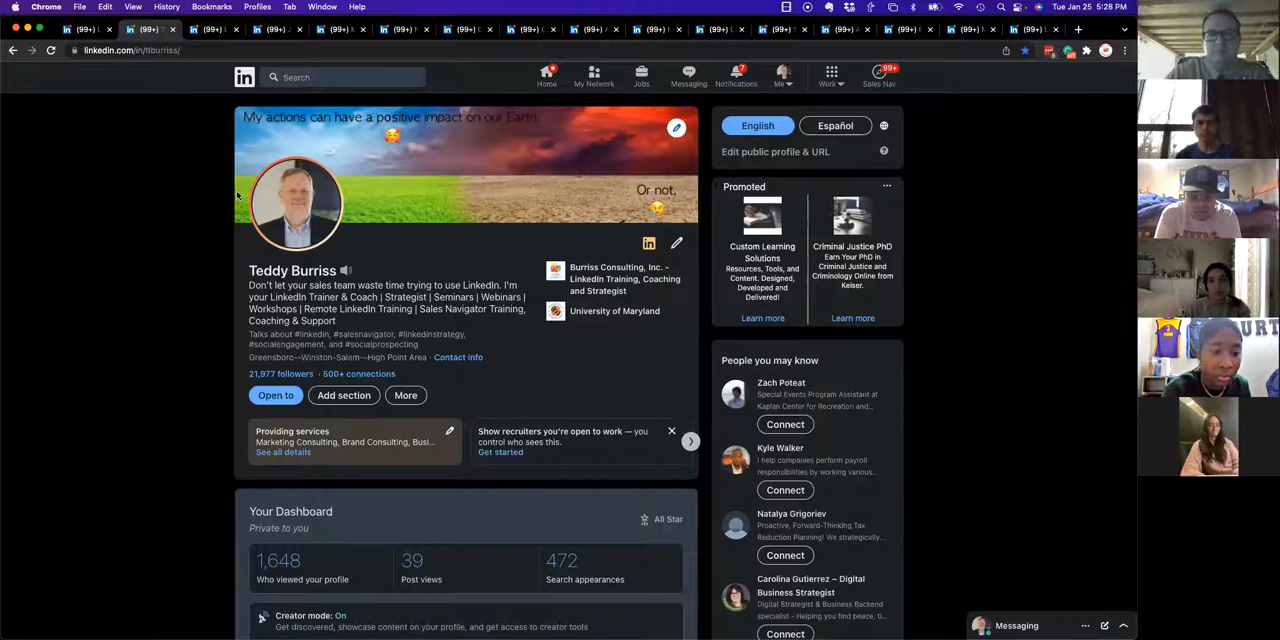 Chrome File Edit View History Bookmarks Profiles Tab Window Help
Tue Jan 25 5:28 PM
(99+)
linkedin.com/in/tlburriss/
in
Search
Home
My Network
Jobs
Messaging
7
Notifications
Me
Work
99+
Sales Nav
My actions can have a positive impact on our Earth.
Or not.
Teddy Burriss
Don't let your sales team waste time trying to use LinkedIn. I'm
your LinkedIn Trainer & Coach | Strategist | Seminars | Webinars |
Workshops | Remote LinkedIn Training | Sales Navigator Training,
Coaching & Support
Talks about #linkedin, #salesnavigator, #linkedinstrategy,
#socialengagement, and #socialprospecting
Greensboro--Winston-Salem--High Point Area · Contact info
21,977 followers · 500+ connections
Open to
Add section
More
in
Burriss Consulting, Inc. -
LinkedIn Training, Coaching
and Strategist
University of Maryland
Providing services
Marketing Consulting, Brand Consulting, Busi...
See all details
Show recruiters you're open to work — you
control who sees this.
Get started
Your Dashboard
Private to you
All Star
1,648
Who viewed your profile
39
Post views
472
Search appearances
Creator mode: On
Get discovered, showcase content on your profile, and get access to creator tools
English
Español
Edit public profile & URL
Promoted
Custom Learning
Solutions
Resources, Tools, and
Content. Designed,
Developed and
Delivered!
Learn more
Criminal Justice PhD
Earn Your PhD in
Criminal Justice and
Criminology Online from
Keiser.
Learn more
People you may know
Zach Poteat
Special Events Program Assistant at
Kaplan Center for Recreation and...
Connect
Kyle Walker
I help companies perform payroll
responsibilities by working various...
Connect
Natalya Grigoriev
Proactive, Forward-Thinking Tax
Reduction Planning! We strategically...
Connect
Carolina Gutierrez ~ Digital
Business Strategist
Digital Strategist & Business Backend
specialist - Helping you find peace, ti...
Connect
Messaging